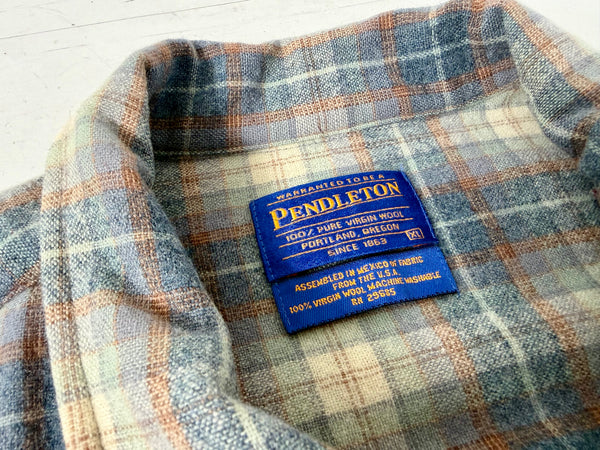 WARRANTED TO BE A
PENDLETON
100% PURE VIRGIN WOOL
PORTLAND, OREGON XL
SINCE 1863
ASSEMBLED IN MEXICO OF FABRIC
FROM THE U.S.A.
100% VIRGIN WOOL MACHINE WASHABLE
RN 29685